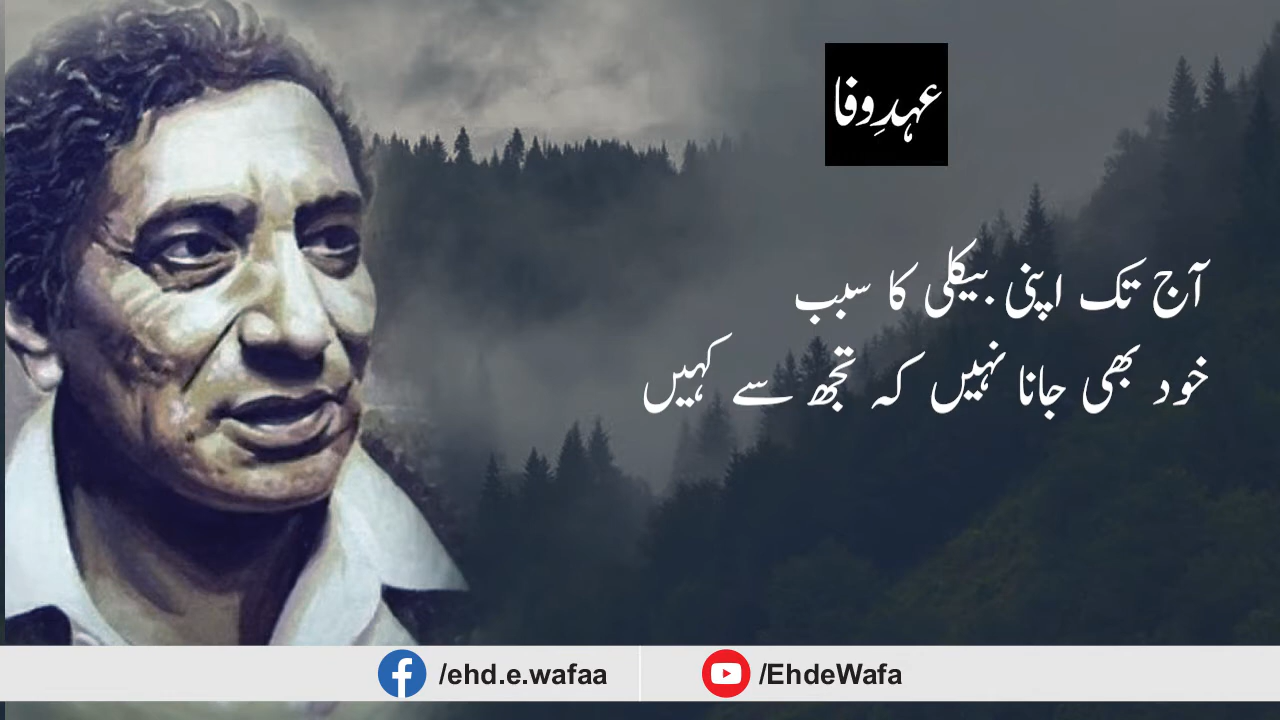 عہدِ وفا
آج تک اپنی بیکلی کا سبب
خود بھی جانا نہیں کہ تجھ سے کہیں
/ehd.e.wafaa
/EhdeWafa